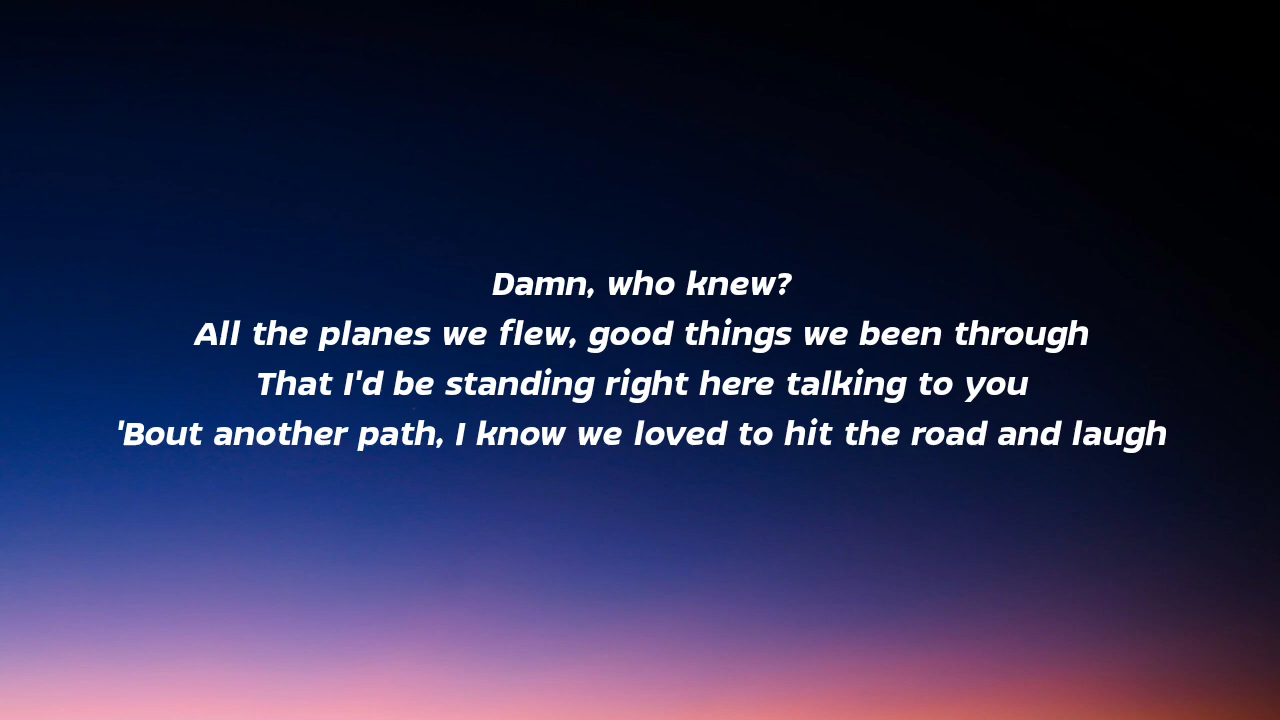 Damn, who knew?
All the planes we flew, good things we been through
That I'd be standing right here talking to you
'Bout another path, I know we loved to hit the road and laugh